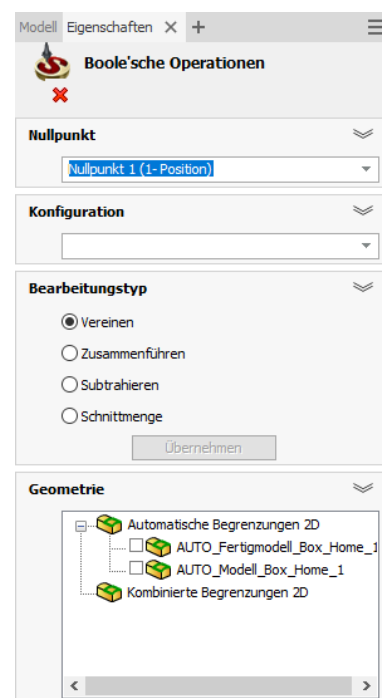 Modell Eigenschaften
Boole'sche Operationen
Nullpunkt
Nullpunkt 1 (1- Position)
Konfiguration
Bearbeitungstyp
Vereinen
Zusammenführen
Subtrahieren
Schnittmenge
Übernehmen
Geometrie
Automatische Begrenzungen 2D
AUTO_Fertigmodell_Box_Home_1
AUTO_Modell_Box_Home_1
Kombinierte Begrenzungen 2D